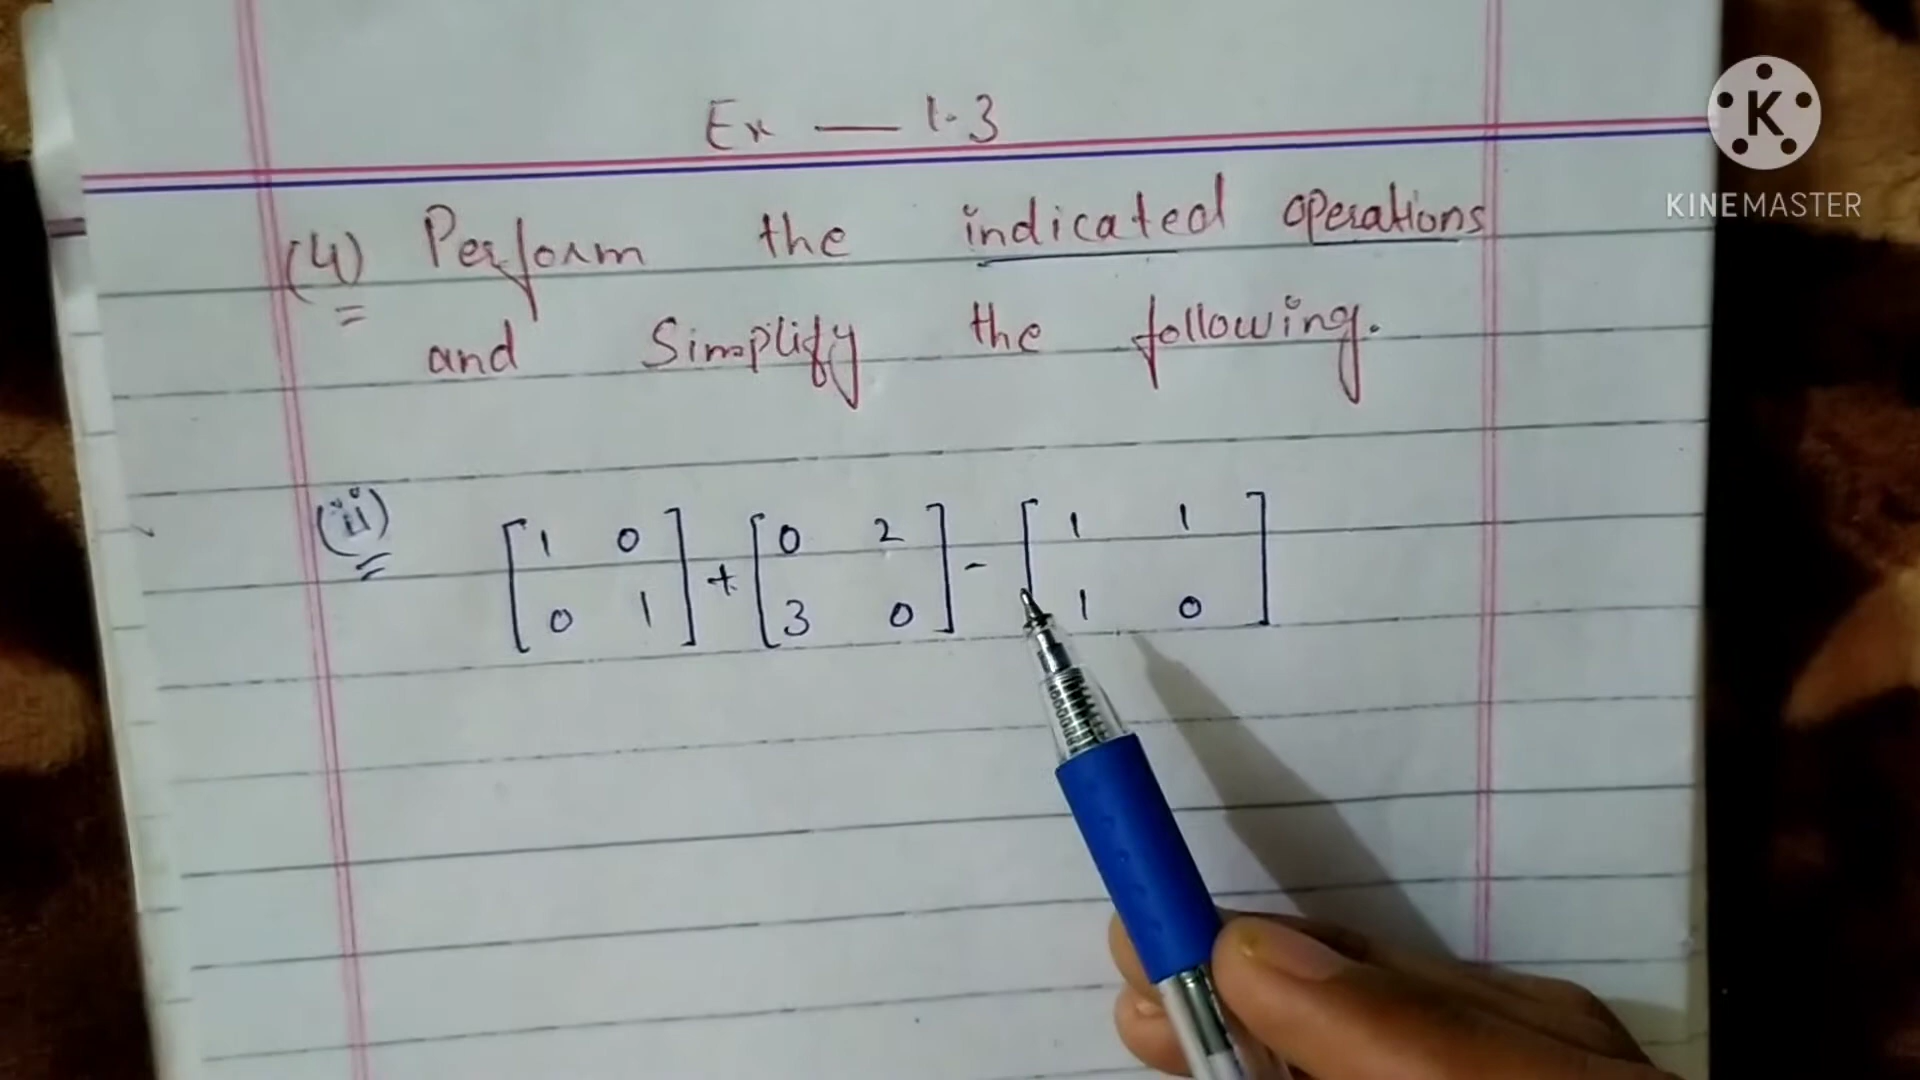 Ex — 1.3
K
KINEMASTER
(4) Perform the indicated operations
and Simplify the following.
(ii) [1 0] + [0 2] - [1 1]
[0 1] [3 0] [1 0]